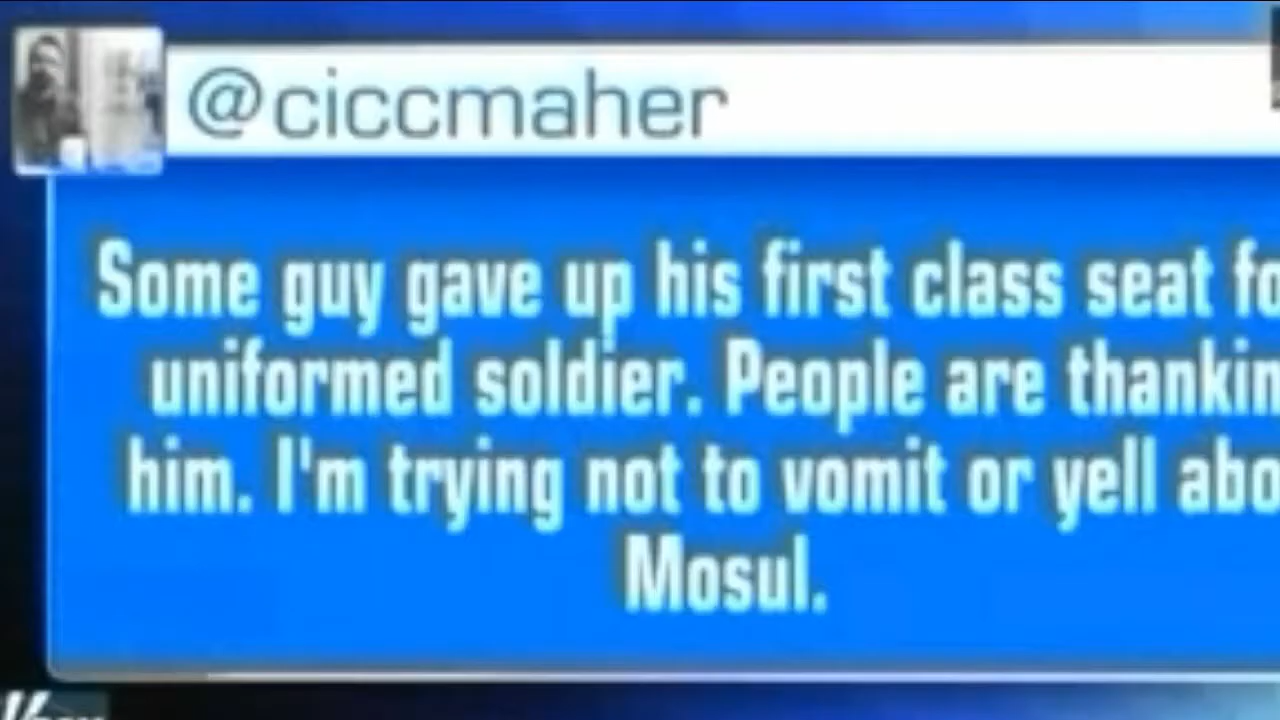 @ciccmaher
Some guy gave up his first class seat fo
uniformed soldier. People are thankin
him. I'm trying not to vomit or yell abo
Mosul.